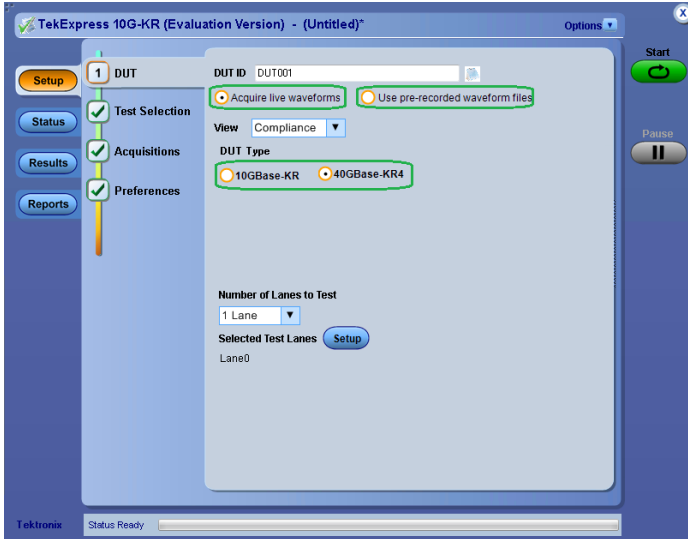 TekExpress 10G-KR (Evaluation Version) - (Untitled)*
Options
x
Start
Setup
Status
Results
Reports
1 DUT
Test Selection
Acquisitions
Preferences
DUT ID DUT001
Acquire live waveforms
Use pre-recorded waveform files
View Compliance
DUT Type
10GBase-KR
40GBase-KR4
Number of Lanes to Test
1 Lane
Selected Test Lanes Setup
Lane0
Pause
Tektronix
Status Ready